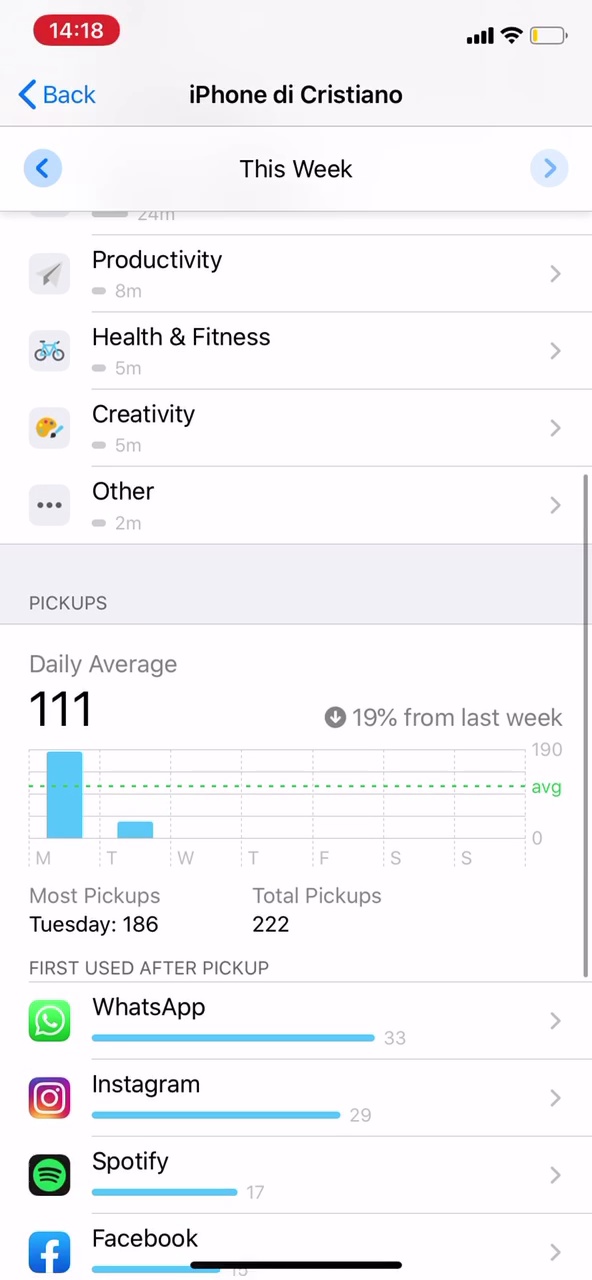 14:18
Back
iPhone di Cristiano
This Week
24m
Productivity
8m
Health & Fitness
5m
Creativity
5m
Other
2m
PICKUPS
Daily Average
111
19% from last week
190
avg
0
M T W T F S S
Most Pickups Total Pickups
Tuesday: 186 222
FIRST USED AFTER PICKUP
WhatsApp
33
Instagram
29
Spotify
17
Facebook
15